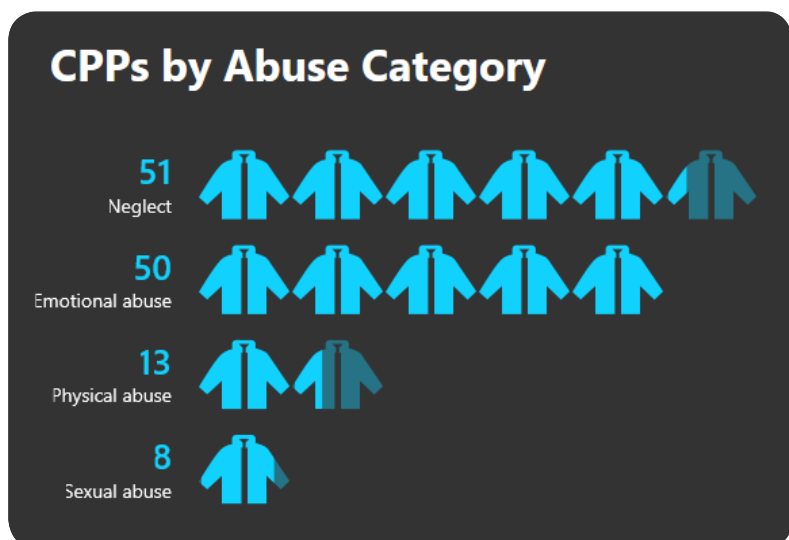 CPPs by Abuse Category
51
Neglect
50
Emotional abuse
13
Physical abuse
8
Sexual abuse